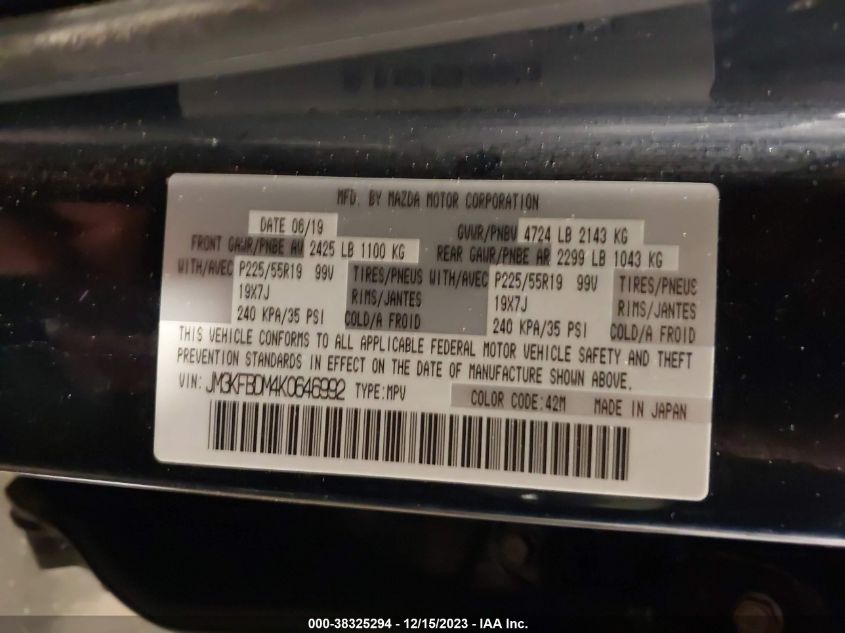 MFD. BY MAZDA MOTOR CORPORATION
DATE 06/19 GVWR/PNBV 4724 LB 2143 KG
FRONT GAWR/PNBE AV 2425 LB 1100 KG REAR GAWR/PNBE AR 2299 LB 1043 KG
WITH/AVEC P225/55R19 99V TIRES/PNEUS WITH/AVEC P225/55R19 99V TIRES/PNEUS
19X7J RIMS/JANTES 19X7J RIMS/JANTES
240 KPA/35 PSI COLD/A FROID 240 KPA/35 PSI COLD/A FROID
THIS VEHICLE CONFORMS TO ALL APPLICABLE FEDERAL MOTOR VEHICLE SAFETY AND THEFT
PREVENTION STANDARDS IN EFFECT ON THE DATE OF MANUFACTURE SHOWN ABOVE.
VIN: JM3KFBDM4K0646992 TYPE:MPV COLOR CODE:42M MADE IN JAPAN
000-38325294 - 12/15/2023 - IAA Inc.